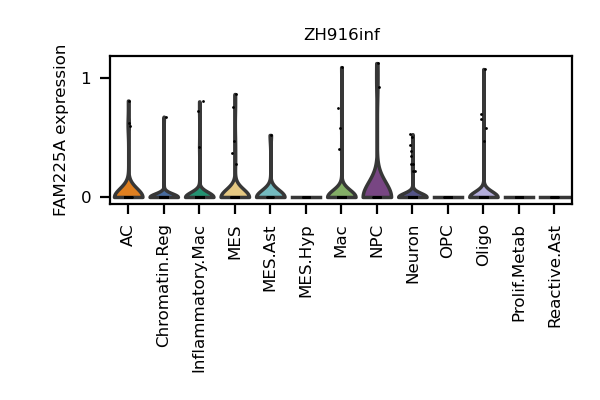 ZH916inf
FAM225A expression
1
0
AC
Chromatin.Reg
Inflammatory.Mac
MES
MES.Ast
MES.Hyp
Mac
NPC
Neuron
OPC
Oligo
Prolif.Metab
Reactive.Ast